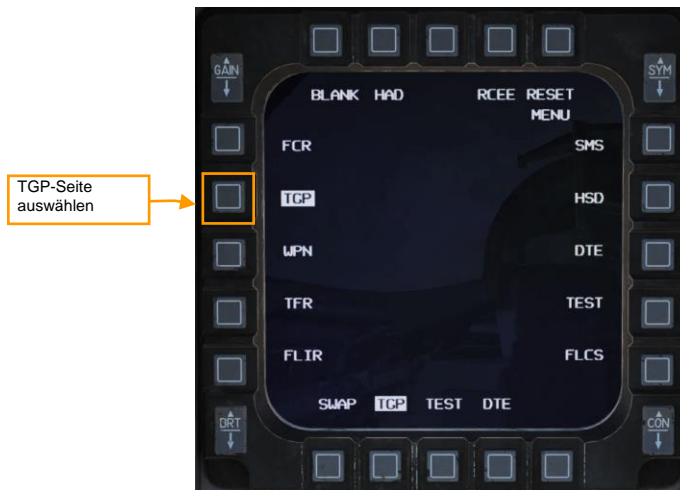 GAIN
SYM
BLANK HAD RCEE RESET
MENU
FCR SMS
TGP-Seite
auswählen
TGP HSD
WPN DTE
TFR TEST
FLIR FLCS
SWAP TGP TEST DTE
BRT
CON